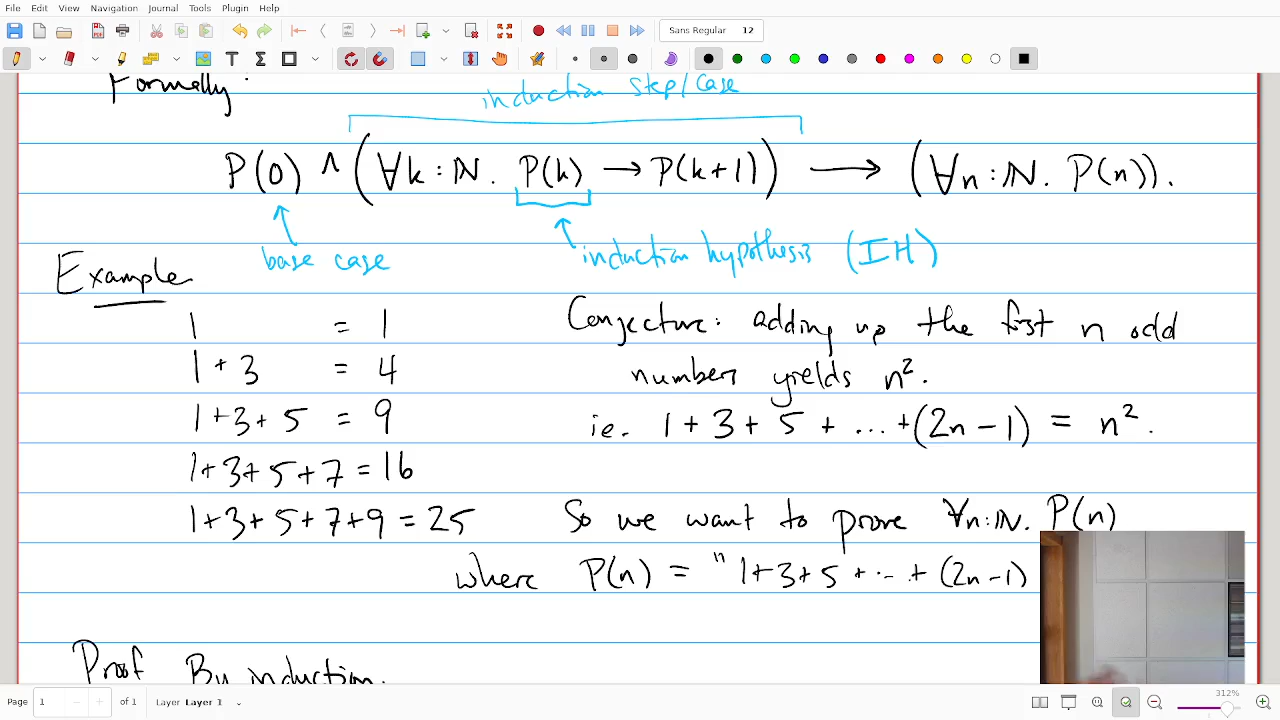 File Edit View Navigation Journal Tools Plugin Help
Sans Regular 12
Formally:
induction step/case
P(0) ∧ (∀k : ℕ. P(k) → P(k+1)) ⟶ (∀n : ℕ. P(n)).
base case
induction hypothesis (IH)
Example
1 = 1
1 + 3 = 4
1 + 3 + 5 = 9
1 + 3 + 5 + 7 = 16
1 + 3 + 5 + 7 + 9 = 25
Conjecture: adding up the first n odd
numbers yields n².
ie. 1 + 3 + 5 + ... + (2n - 1) = n².
So we want to prove ∀n : ℕ. P(n)
where P(n) = "1 + 3 + 5 + ... + (2n - 1)
Proof By induction.
Page 1 of 1 Layer Layer 1
312%